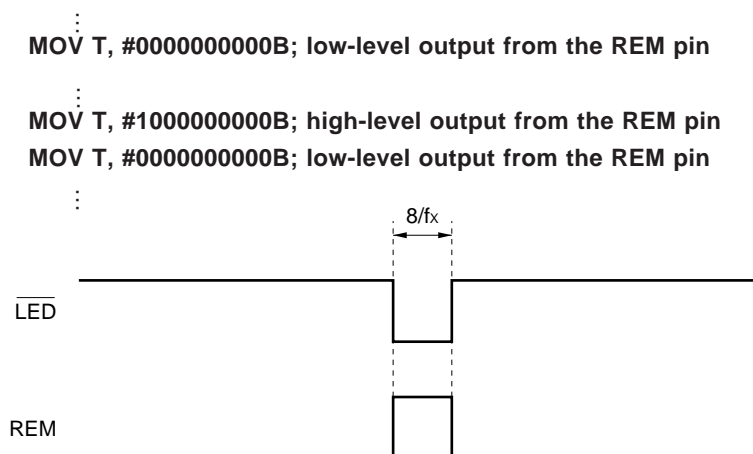 ⋮
MOV T, #0000000000B; low-level output from the REM pin
⋮
MOV T, #1000000000B; high-level output from the REM pin
MOV T, #0000000000B; low-level output from the REM pin
⋮
8/fX
L̅E̅D̅
REM